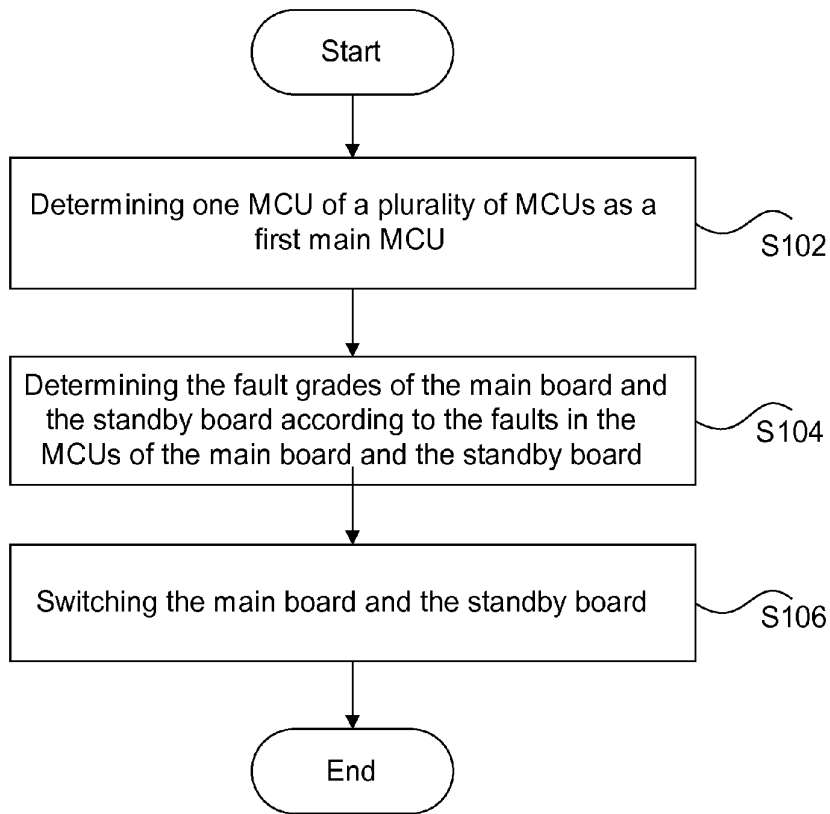 Start
Determining one MCU of a plurality of MCUs as a
first main MCU
S102
Determining the fault grades of the main board and
the standby board according to the faults in the
MCUs of the main board and the standby board
S104
Switching the main board and the standby board
S106
End